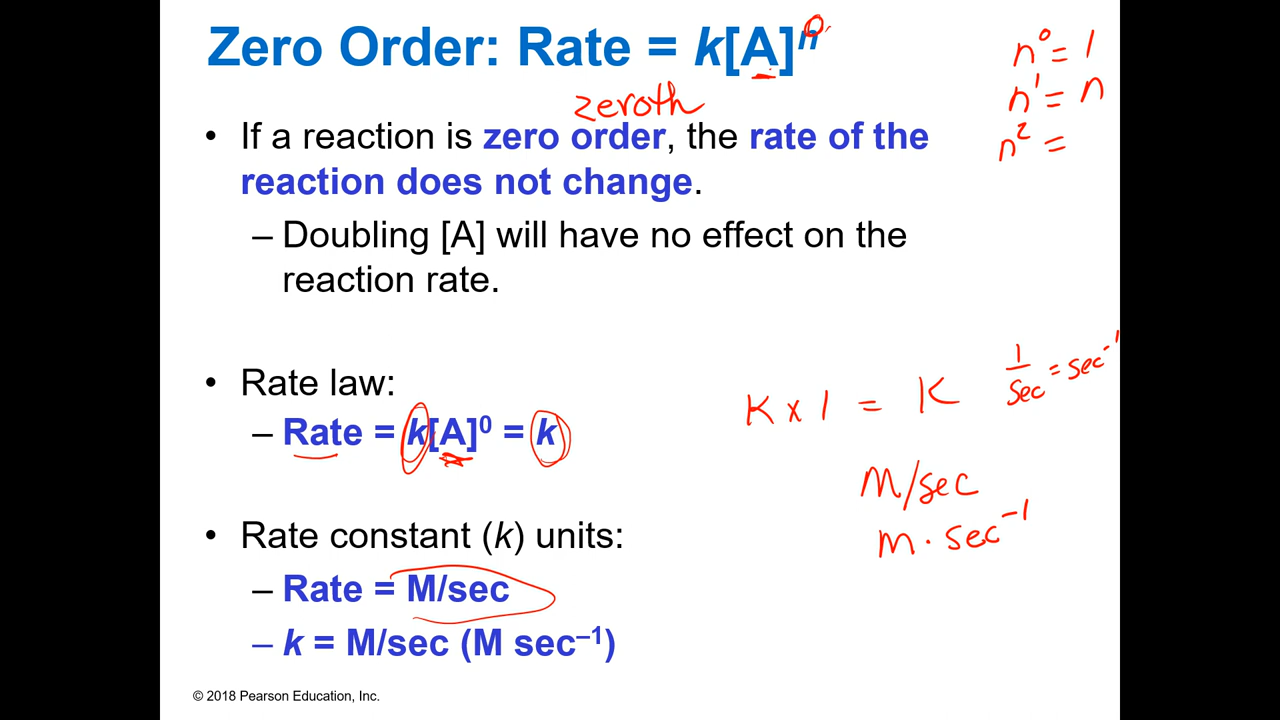 Zero Order: Rate = k[A]ⁿ 0
n⁰ = 1
n¹ = n
n² =
zeroth
• If a reaction is zero order, the rate of the
reaction does not change.
– Doubling [A] will have no effect on the
reaction rate.
• Rate law:
– Rate = k[A]⁰ = k
K x 1 = K
1/sec = sec⁻¹
M/sec
m · sec⁻¹
• Rate constant (k) units:
– Rate = M/sec
– k = M/sec (M sec⁻¹)
© 2018 Pearson Education, Inc.